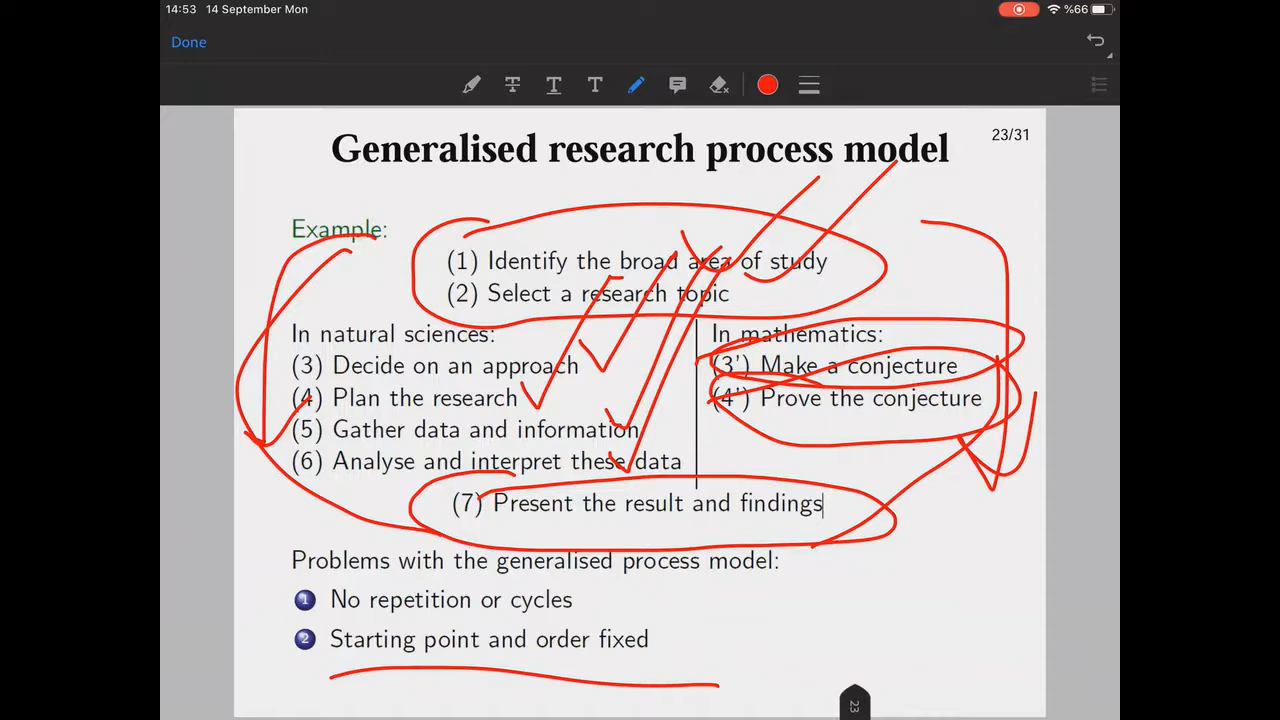 14:53 14 September Mon
%66
Done
23/31
Generalised research process model
Example:
(1) Identify the broad area of study
(2) Select a research topic
In natural sciences:
(3) Decide on an approach
(4) Plan the research
(5) Gather data and information
(6) Analyse and interpret these data
In mathematics:
(3') Make a conjecture
(4') Prove the conjecture
(7) Present the result and findings
Problems with the generalised process model:
1 No repetition or cycles
2 Starting point and order fixed
23